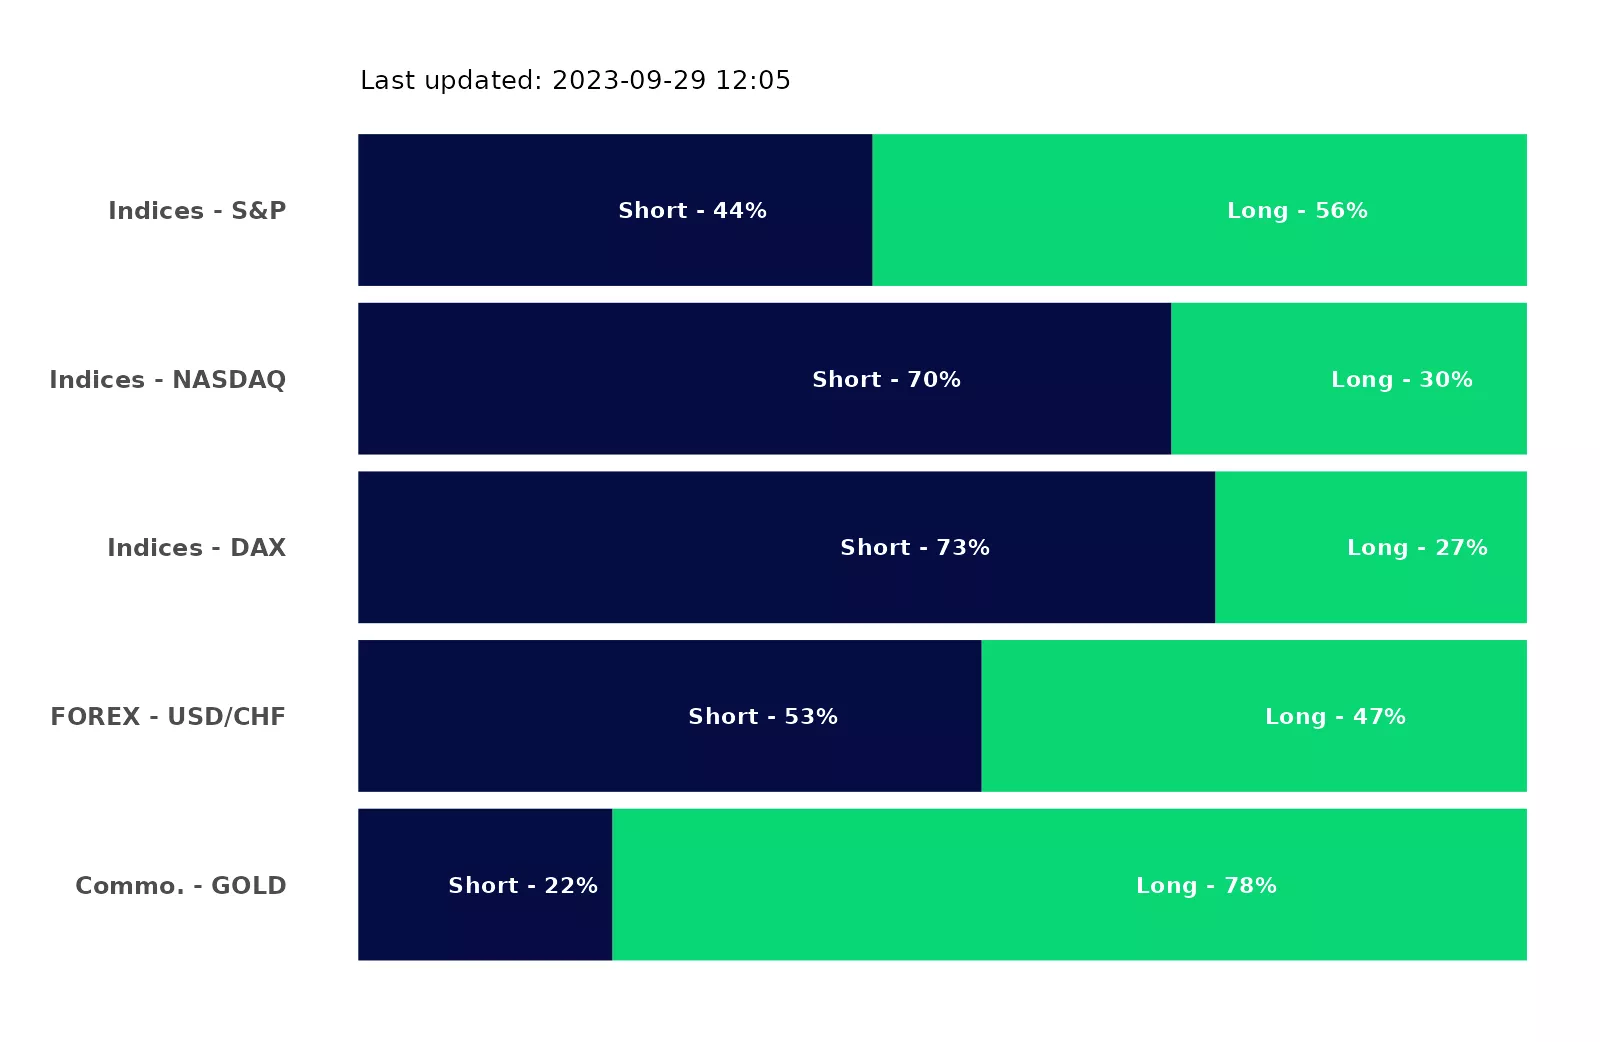 Last updated: 2023-09-29 12:05
Indices - S&P Short - 44% Long - 56%
Indices - NASDAQ Short - 70% Long - 30%
Indices - DAX Short - 73% Long - 27%
FOREX - USD/CHF Short - 53% Long - 47%
Commo. - GOLD Short - 22% Long - 78%